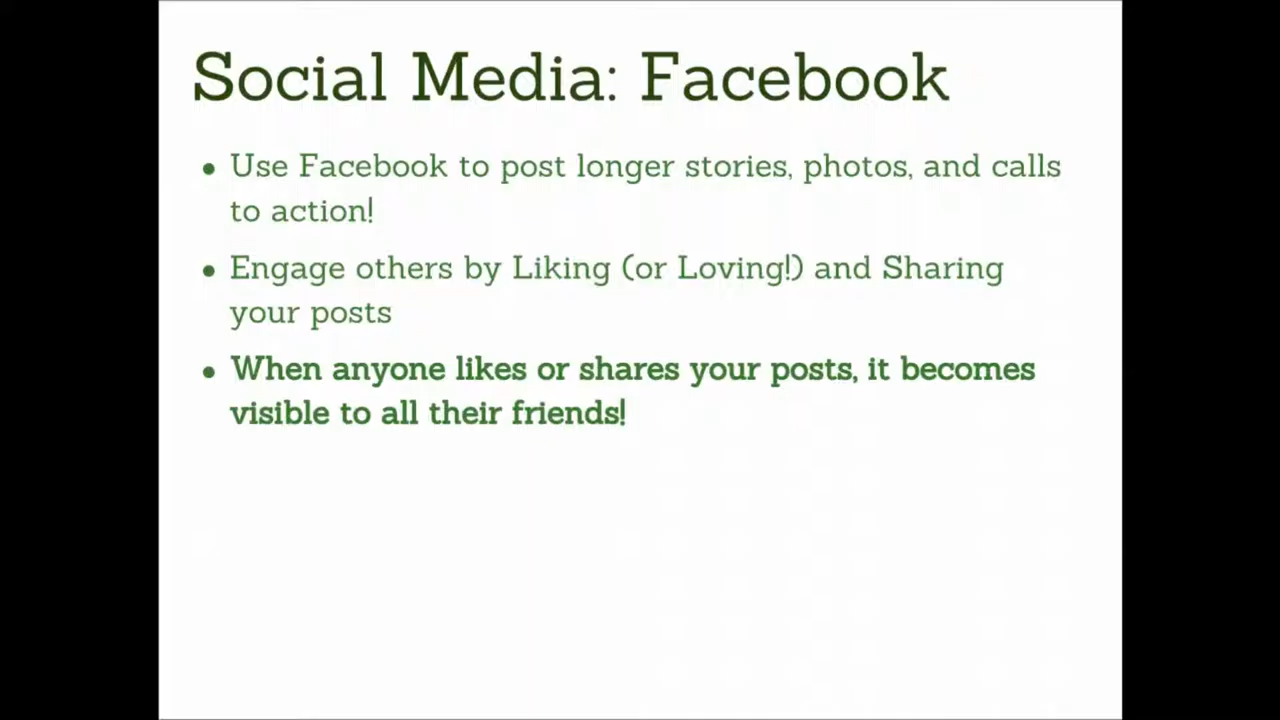 Social Media: Facebook
• Use Facebook to post longer stories, photos, and calls
to action!
• Engage others by Liking (or Loving!) and Sharing
your posts
• When anyone likes or shares your posts, it becomes
visible to all their friends!